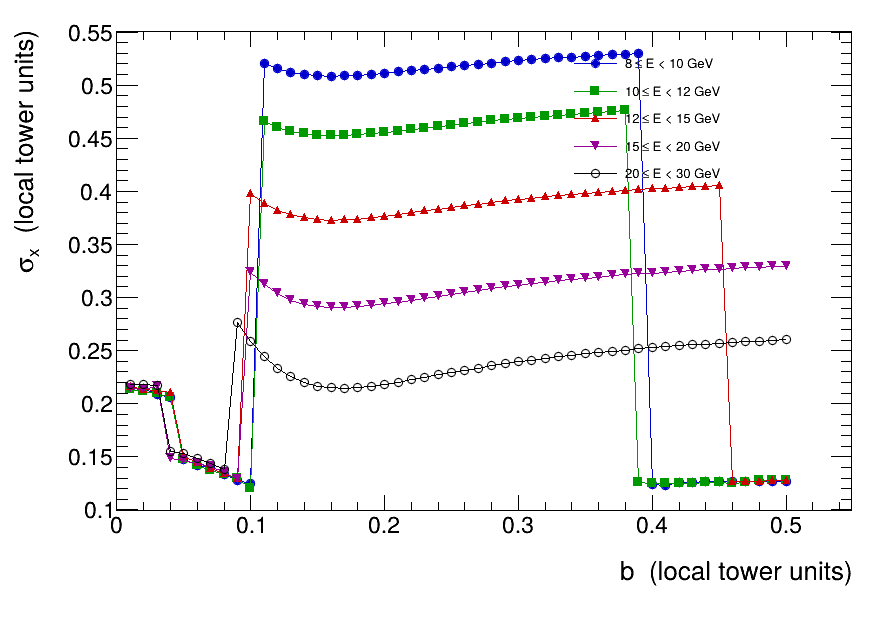 σx (local tower units)
0.55
0.5
0.45
0.4
0.35
0.3
0.25
0.2
0.15
0.1
0 0.1 0.2 0.3 0.4 0.5
b (local tower units)
8 ≤ E < 10 GeV
10 ≤ E < 12 GeV
12 ≤ E < 15 GeV
15 ≤ E < 20 GeV
20 ≤ E < 30 GeV